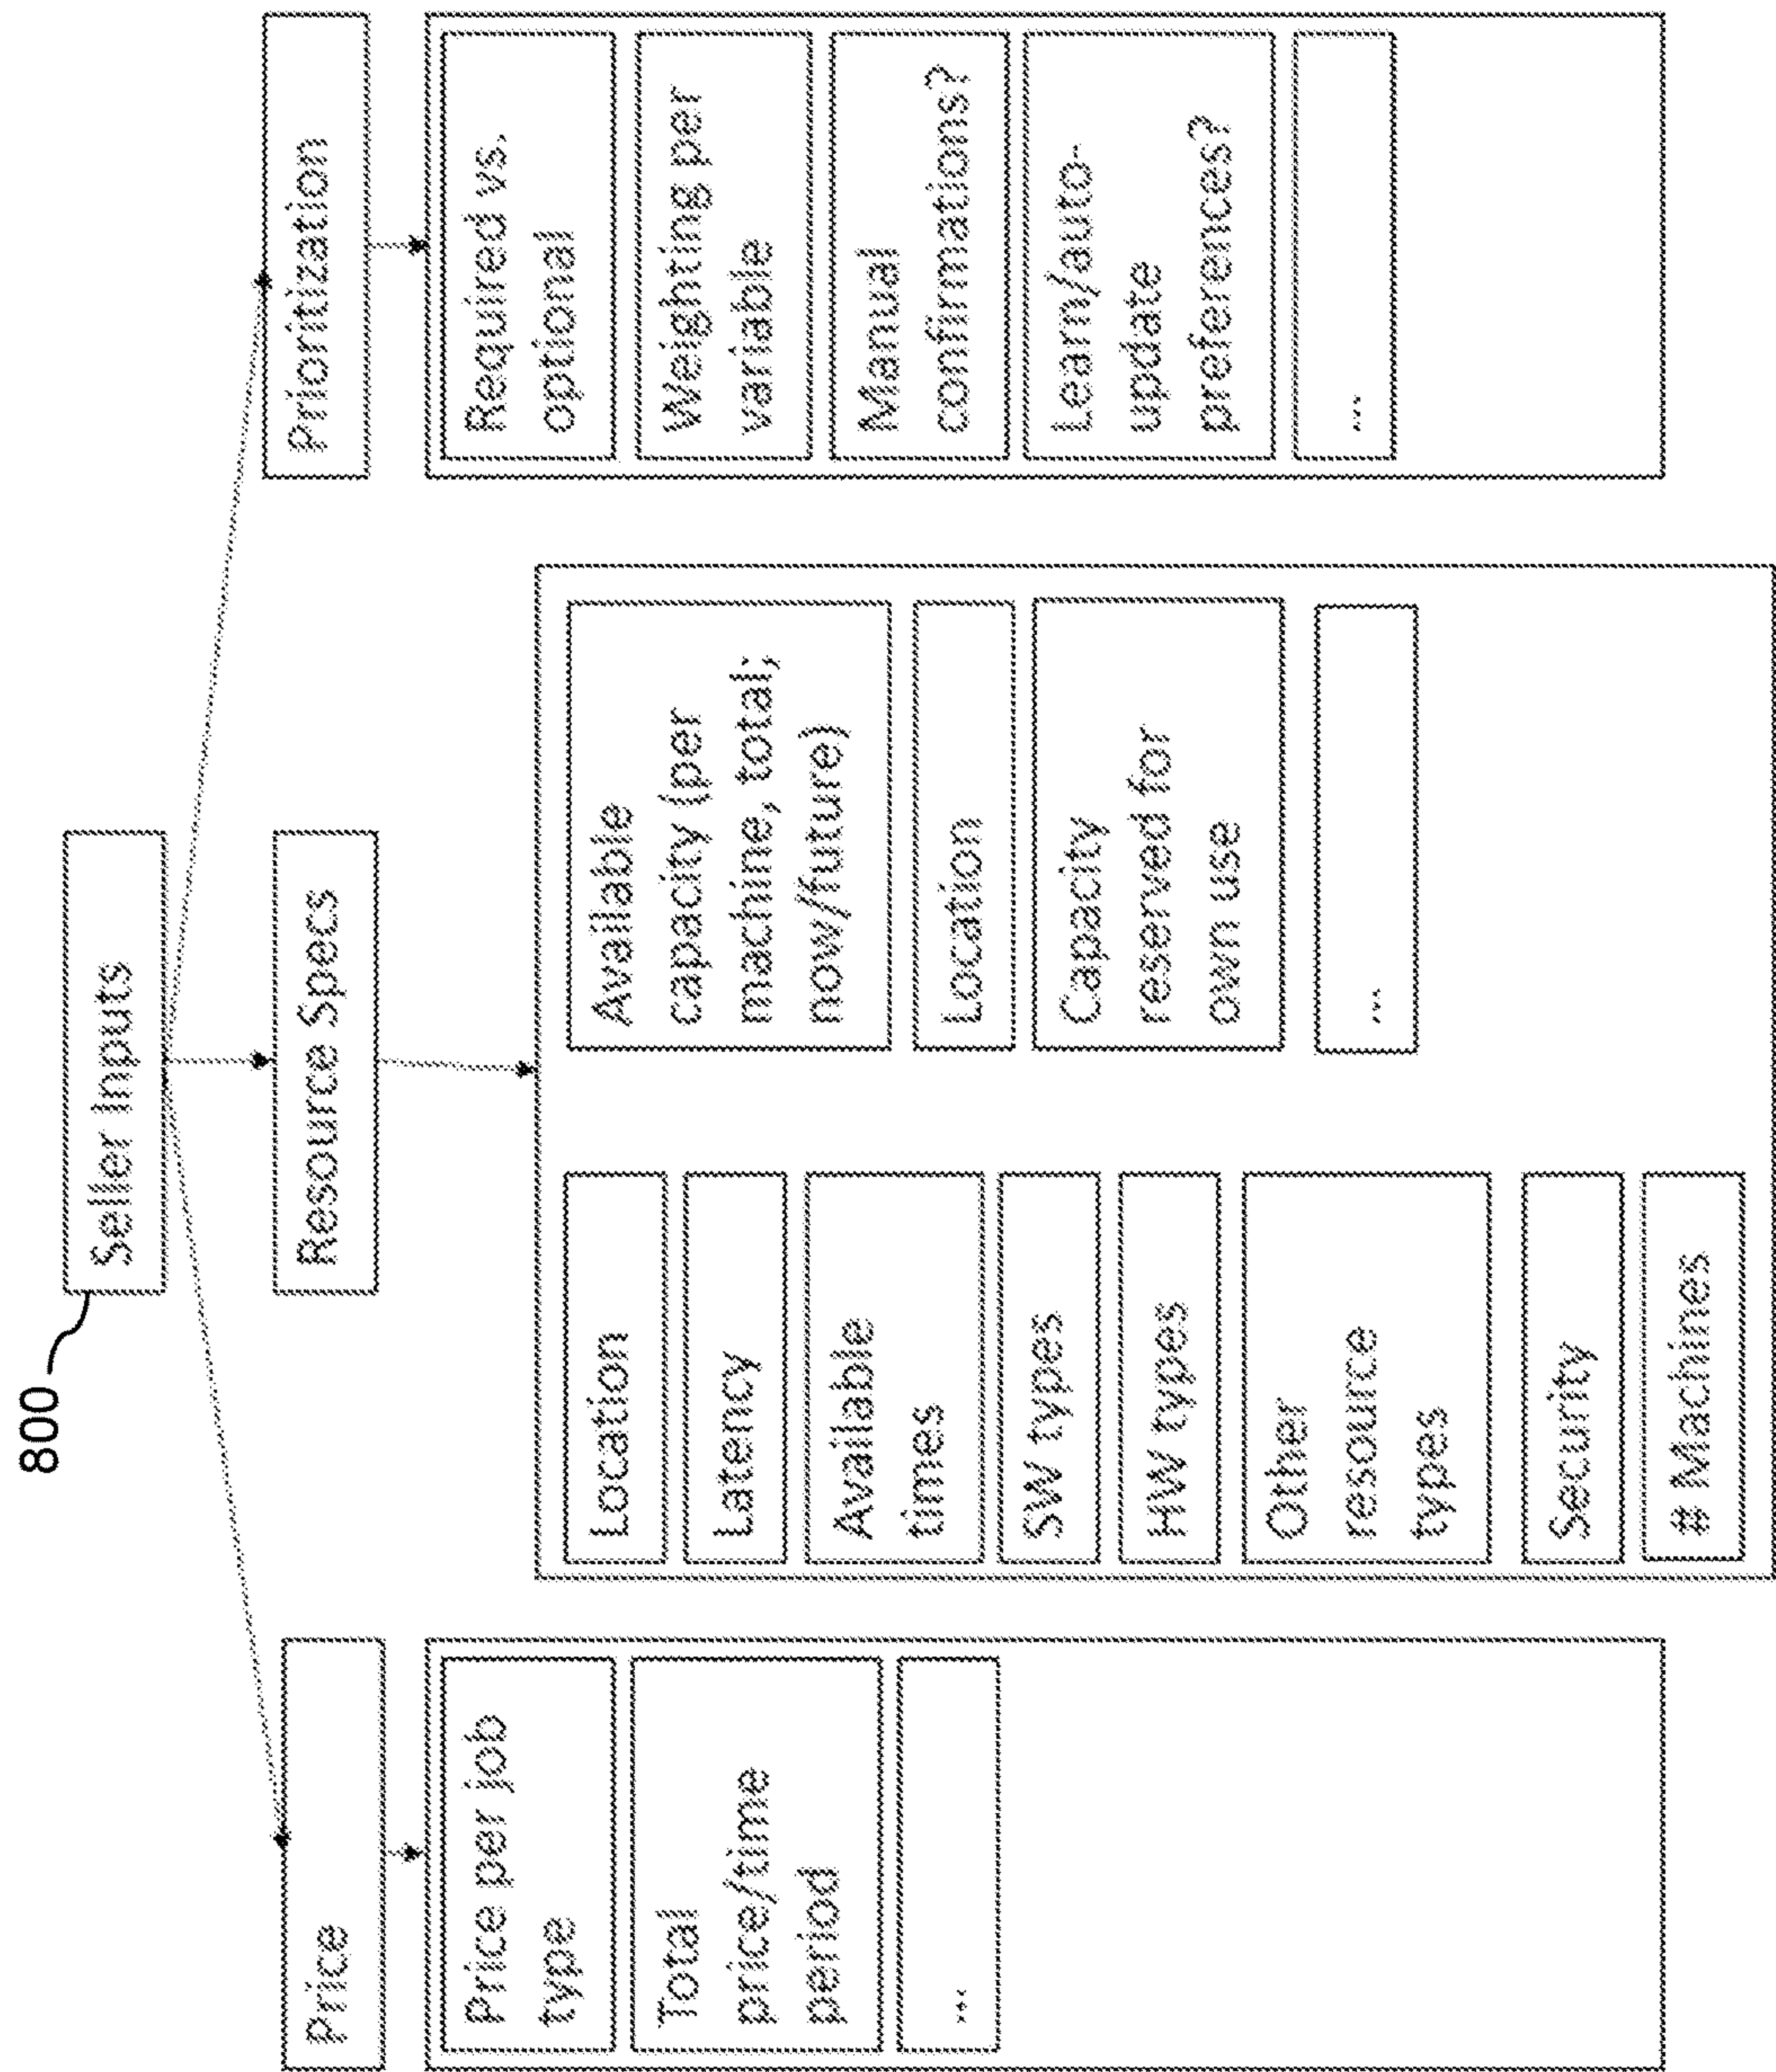 800
Seller Inputs
Price
Resource Specs
Prioritization
Price per job
type
Total
price/time
period
...
Location
Latency
Available
times
SW types
HW types
Other
resource
types
Security
# Machines
Available
capacity (per
machine, total;
now/future)
Location
Capacity
reserved for
own use
...
Required vs.
optional
Weighting per
variable
Manual
confirmations?
Learn/auto-
update
preferences?
...